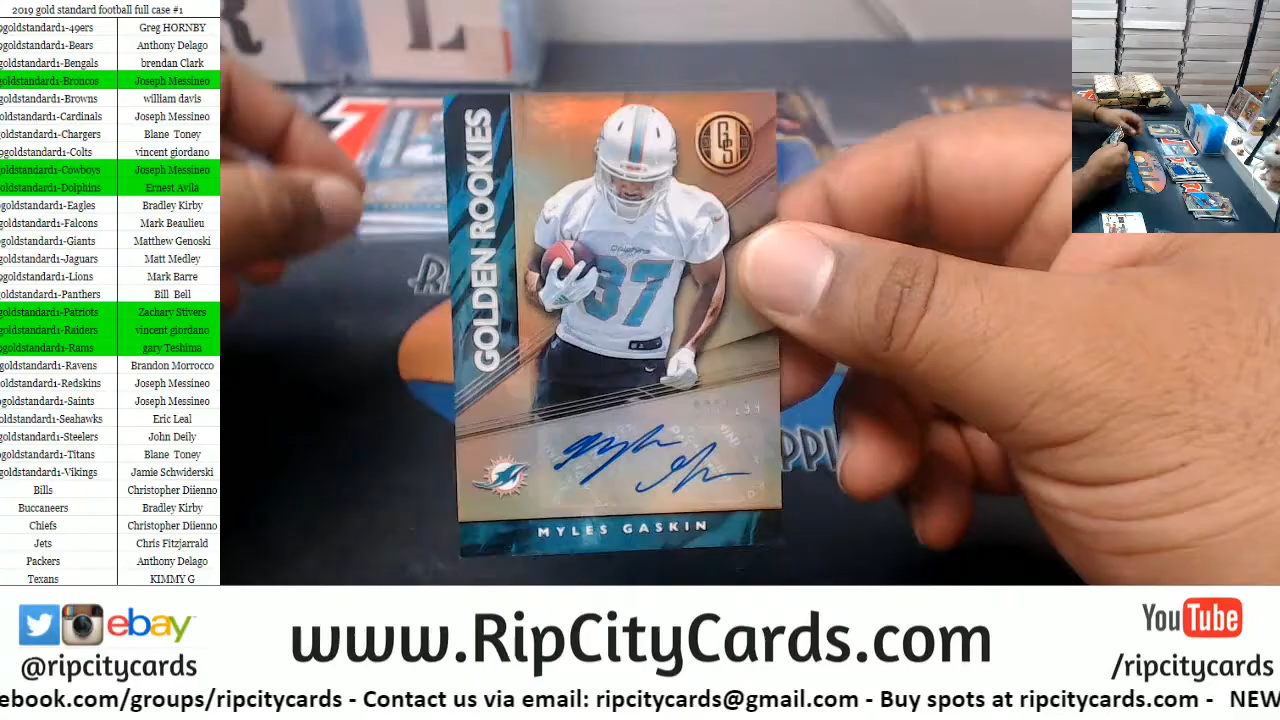 2019 gold standard football full case #1
goldstandard1-49ers Greg HORNBY
goldstandard1-Bears Anthony Delago
goldstandard1-Bengals brendan Clark
goldstandard1-Broncos Joseph Messineo
goldstandard1-Browns william davis
goldstandard1-Cardinals Joseph Messineo
goldstandard1-Chargers Blane Toney
goldstandard1-Colts vincent giordano
goldstandard1-Cowboys Joseph Messineo
goldstandard1-Dolphins Ernest Avila
goldstandard1-Eagles Bradley Kirby
goldstandard1-Falcons Mark Beaulieu
goldstandard1-Giants Matthew Genoski
goldstandard1-Jaguars Matt Medley
goldstandard1-Lions Mark Barre
goldstandard1-Panthers Bill Bell
goldstandard1-Patriots Zachary Stivers
goldstandard1-Raiders vincent giordano
goldstandard1-Rams gary Teshima
goldstandard1-Ravens Brandon Morrocco
goldstandard1-Redskins Joseph Messineo
goldstandard1-Saints Joseph Messineo
oldstandard1-Seahawks Eric Leal
goldstandard1-Steelers John Deily
goldstandard1-Titans Blane Toney
goldstandard1-Vikings Jamie Schwiderski
Bills Christopher Diienno
Buccaneers Bradley Kirby
Chiefs Christopher Diienno
Jets Chris Fitzjarrald
Packers Anthony Delago
Texans KIMMY G
GOLDEN ROOKIES
GS
DOLPHINS
37
MYLES GASKIN
ebay
@ripcitycards
www.RipCityCards.com
YouTube
/ripcitycards
ebook.com/groups/ripcitycards - Contact us via email: ripcitycards@gmail.com - Buy spots at ripcitycards.com - NEW